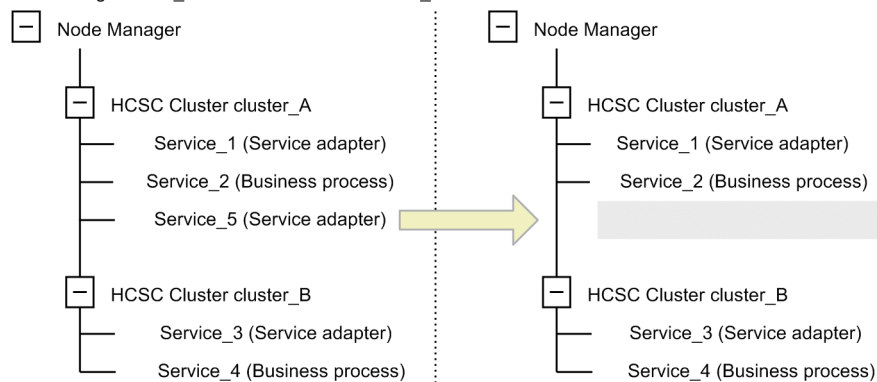 Node Manager
HCSC Cluster cluster_A
Service_1 (Service adapter)
Service_2 (Business process)
Service_5 (Service adapter)
HCSC Cluster cluster_B
Service_3 (Service adapter)
Service_4 (Business process)
Node Manager
HCSC Cluster cluster_A
Service_1 (Service adapter)
Service_2 (Business process)
HCSC Cluster cluster_B
Service_3 (Service adapter)
Service_4 (Business process)